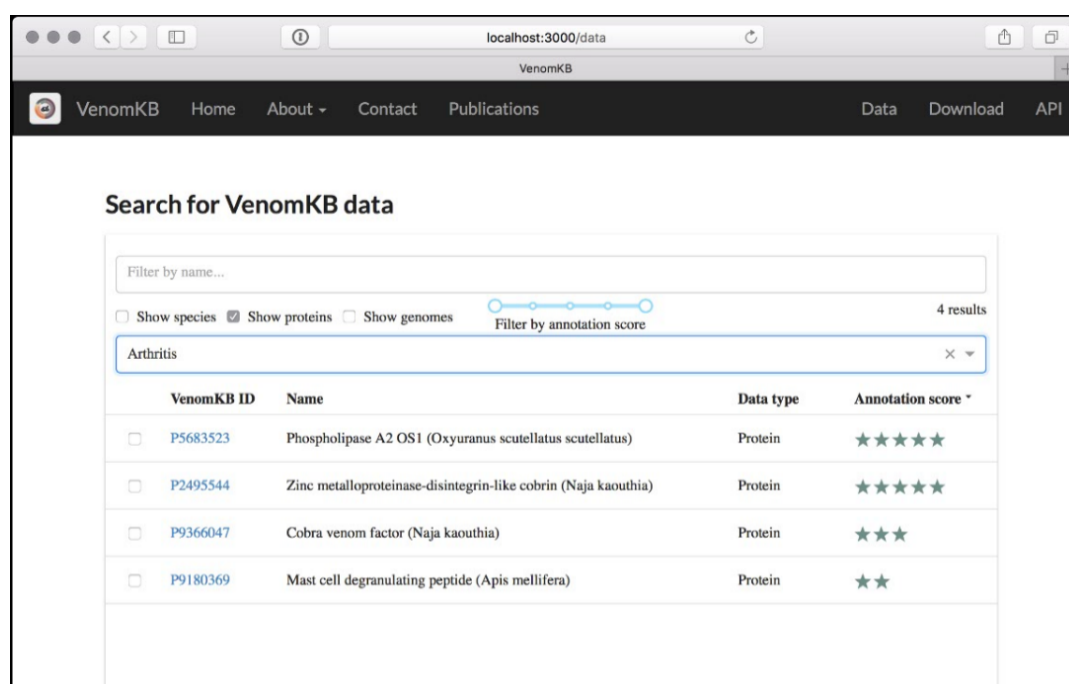 localhost:3000/data
VenomKB
VenomKB Home About Contact Publications Data Download API
Search for VenomKB data
Filter by name...
Show species Show proteins Show genomes Filter by annotation score 4 results
Arthritis
VenomKB ID Name Data type Annotation score
P5683523 Phospholipase A2 OS1 (Oxyuranus scutellatus scutellatus) Protein
P2495544 Zinc metalloproteinase-disintegrin-like cobrin (Naja kaouthia) Protein
P9366047 Cobra venom factor (Naja kaouthia) Protein
P9180369 Mast cell degranulating peptide (Apis mellifera) Protein